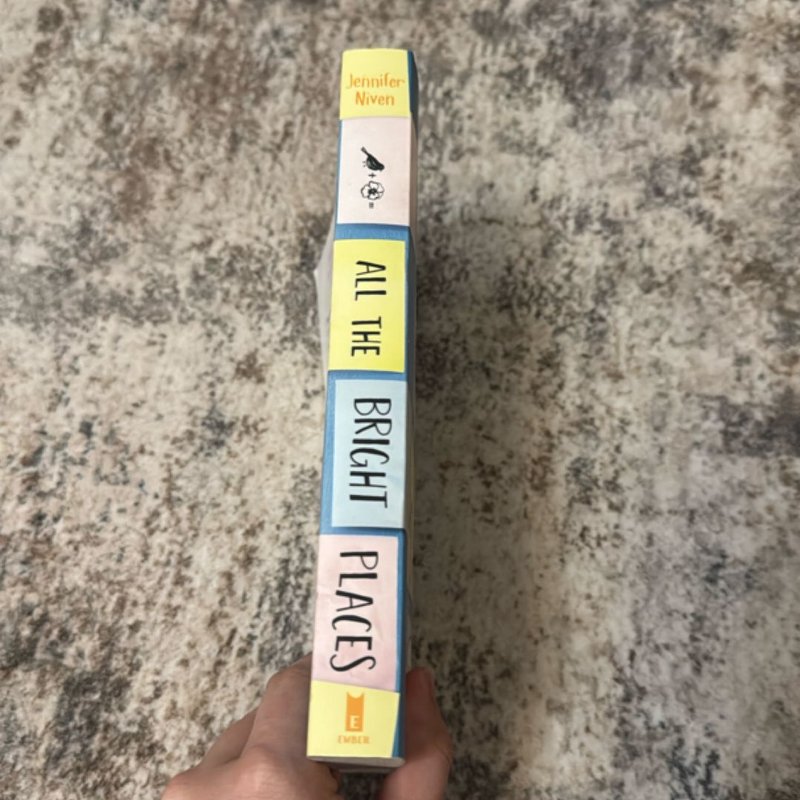 Jennifer
Niven
+
=
ALL THE
BRIGHT
PLACES
E
EMBER